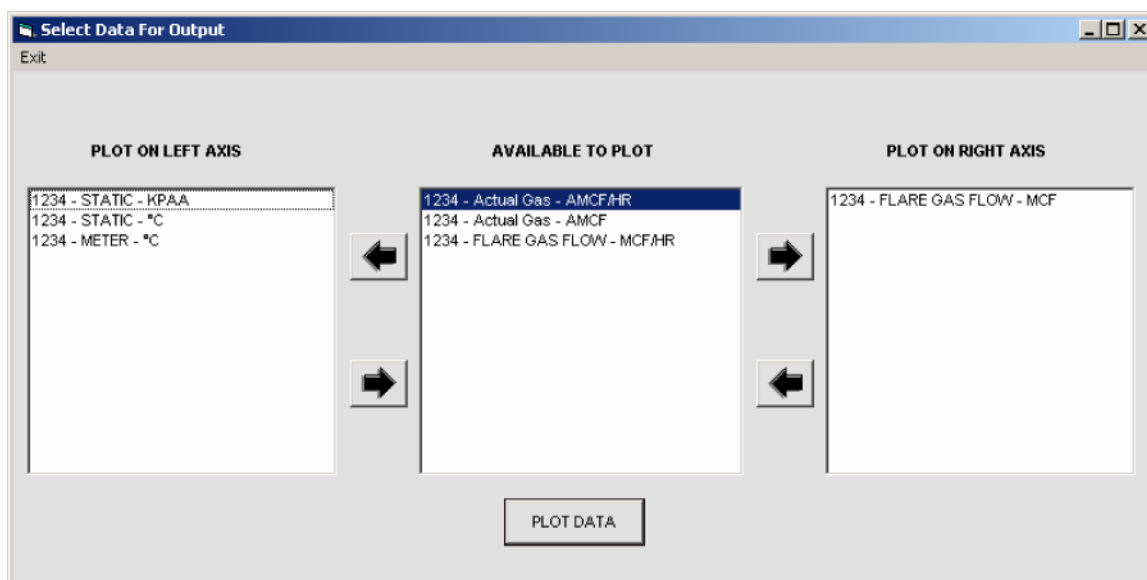 Select Data For Output
Exit
PLOT ON LEFT AXIS
AVAILABLE TO PLOT
PLOT ON RIGHT AXIS
1234 - STATIC - KPAA
1234 - STATIC - °C
1234 - METER - °C
1234 - Actual Gas - AMCF/HR
1234 - Actual Gas - AMCF
1234 - FLARE GAS FLOW - MCF/HR
1234 - FLARE GAS FLOW - MCF
PLOT DATA